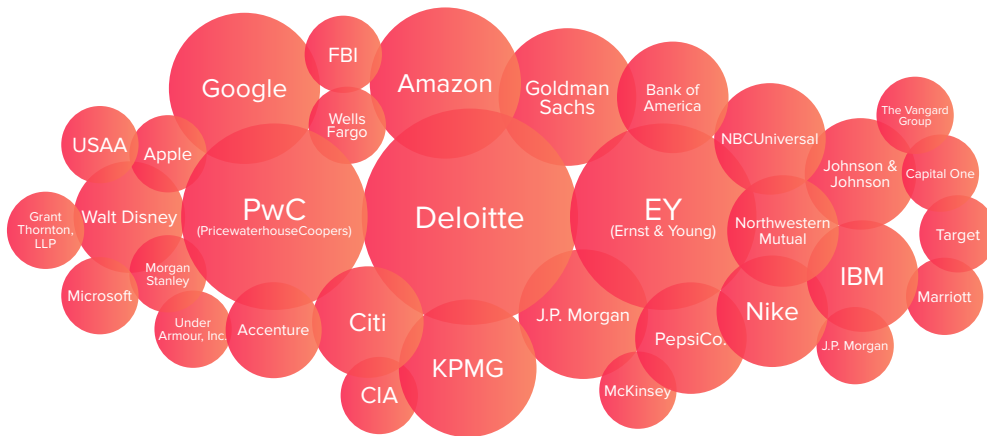 Google
FBI
Amazon
Goldman
Sachs
Bank of
America
Wells
Fargo
USAA
Apple
NBCUniversal
The Vangard
Group
Johnson &
Johnson
Capital One
Grant
Thornton,
LLP
Walt Disney
PwC
(PricewaterhouseCoopers)
Deloitte
EY
(Ernst & Young)
Northwestern
Mutual
Target
Morgan
Stanley
IBM
Microsoft
Marriott
Under
Armour, Inc.
Accenture
Citi
J.P. Morgan
Nike
PepsiCo.
J.P. Morgan
KPMG
CIA
McKinsey